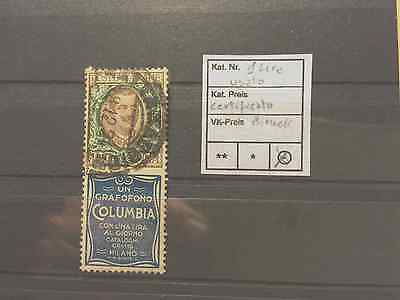 UN
GRAFOFONO
COLUMBIA
CON UNA LIRA
AL GIORNO
CATALOGHI
GRATIS
MILANO
Kat. Nr. 1 Lire
usato
Kat. Preis
certificato
VK-Preis
** *